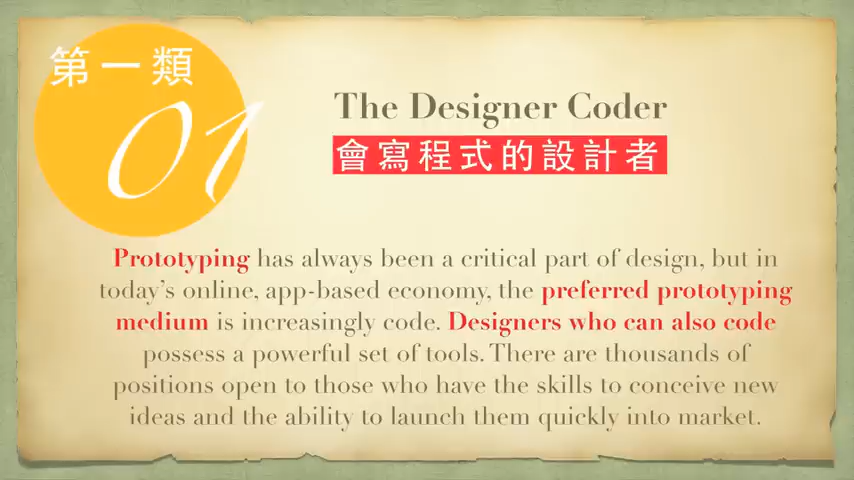 第一類
01
The Designer Coder
會寫程式的設計者
Prototyping has always been a critical part of design, but in
today's online, app-based economy, the preferred prototyping
medium is increasingly code. Designers who can also code
possess a powerful set of tools. There are thousands of
positions open to those who have the skills to conceive new
ideas and the ability to launch them quickly into market.